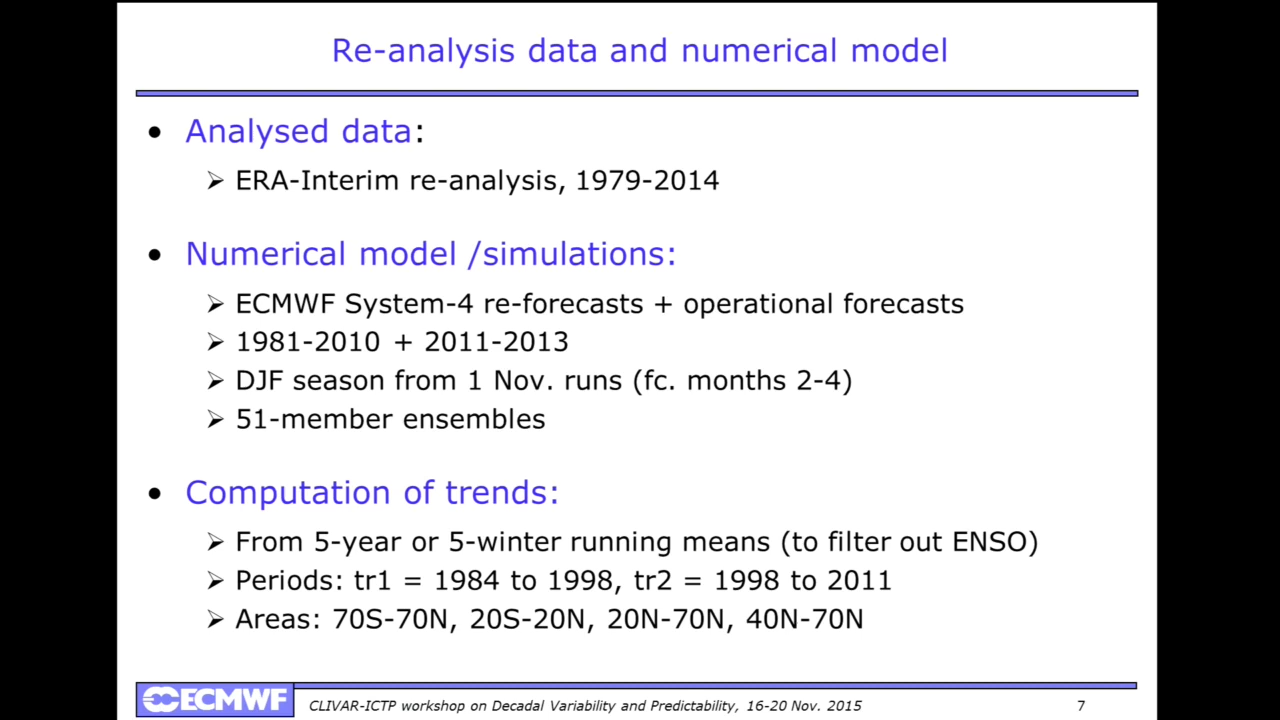 Re-analysis data and numerical model
• Analysed data:
➢ ERA-Interim re-analysis, 1979-2014
• Numerical model /simulations:
➢ ECMWF System-4 re-forecasts + operational forecasts
➢ 1981-2010 + 2011-2013
➢ DJF season from 1 Nov. runs (fc. months 2-4)
➢ 51-member ensembles
• Computation of trends:
➢ From 5-year or 5-winter running means (to filter out ENSO)
➢ Periods: tr1 = 1984 to 1998, tr2 = 1998 to 2011
➢ Areas: 70S-70N, 20S-20N, 20N-70N, 40N-70N
ECMWF CLIVAR-ICTP workshop on Decadal Variability and Predictability, 16-20 Nov. 2015 7